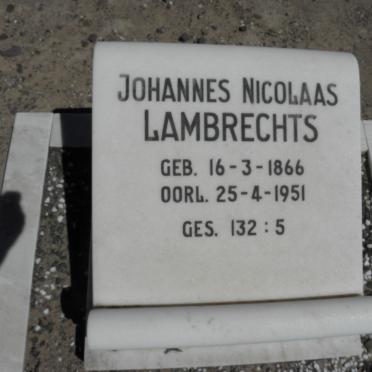 JOHANNES NICOLAAS
LAMBRECHTS
GEB. 16-3-1866
OORL. 25-4-1951
GES. 132:5